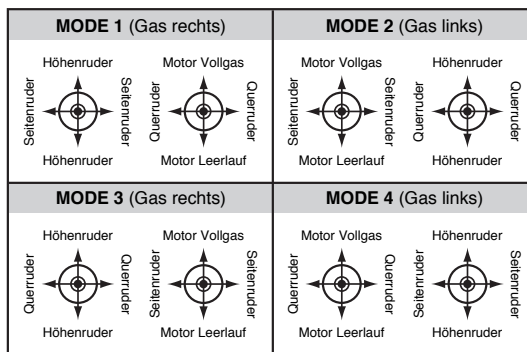 MODE 1 (Gas rechts)
Höhenruder
Seitenruder
Seitenruder
Höhenruder
Motor Vollgas
Querruder
Querruder
Motor Leerlauf
MODE 2 (Gas links)
Motor Vollgas
Seitenruder
Seitenruder
Motor Leerlauf
Höhenruder
Querruder
Querruder
Höhenruder
MODE 3 (Gas rechts)
Höhenruder
Querruder
Querruder
Höhenruder
Motor Vollgas
Seitenruder
Seitenruder
Motor Leerlauf
MODE 4 (Gas links)
Motor Vollgas
Querruder
Querruder
Motor Leerlauf
Höhenruder
Seitenruder
Seitenruder
Höhenruder